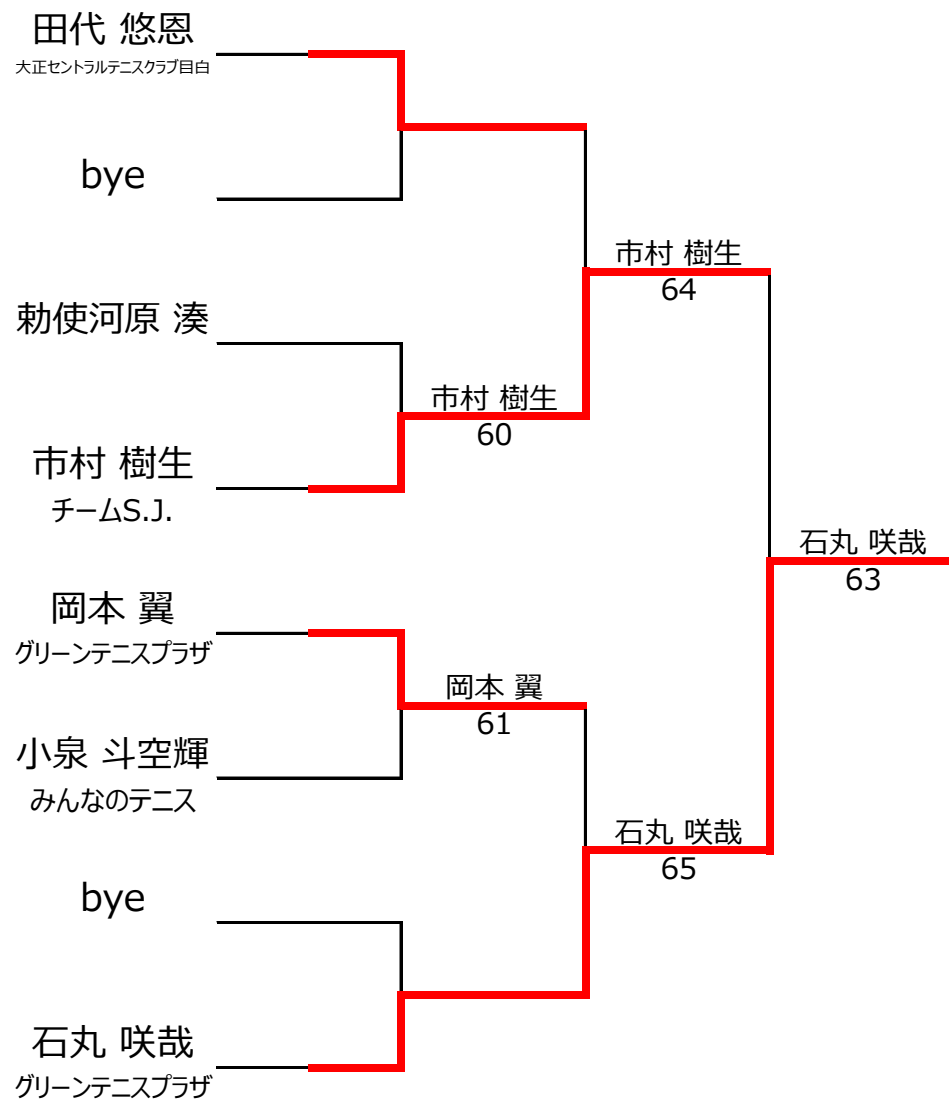 田代 悠恩
大正セントラルテニスクラブ目白
bye
勅使河原 湊
市村 樹生
チームS.J.
岡本 翼
グリーンテニスプラザ
小泉 斗空輝
みんなのテニス
bye
石丸 咲哉
グリーンテニスプラザ
市村 樹生
60
岡本 翼
61
市村 樹生
64
石丸 咲哉
65
石丸 咲哉
63